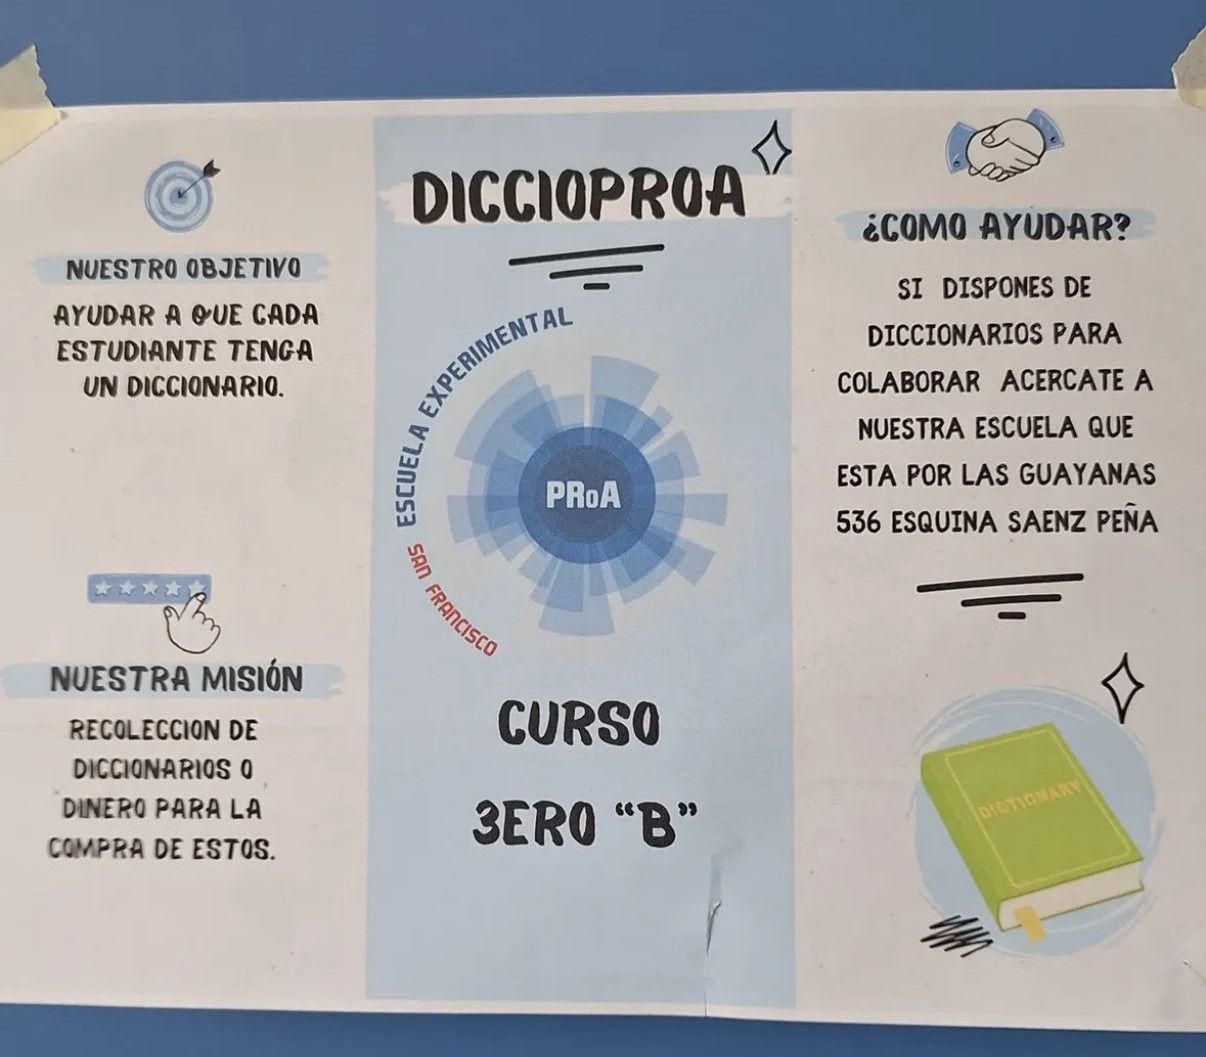 NUESTRO OBJETIVO
AYUDAR A QUE CADA
ESTUDIANTE TENGA
UN DICCIONARIO.
NUESTRA MISIÓN
RECOLECCION DE
DICCIONARIOS O
DINERO PARA LA
COMPRA DE ESTOS.
DICCIOPROA
ESCUELA EXPERIMENTAL
PRoA
SAN FRANCISCO
CURSO
3ERO “B”
¿COMO AYUDAR?
SI DISPONES DE
DICCIONARIOS PARA
COLABORAR ACERCATE A
NUESTRA ESCUELA QUE
ESTA POR LAS GUAYANAS
536 ESQUINA SAENZ PEÑA
DICTIONARY